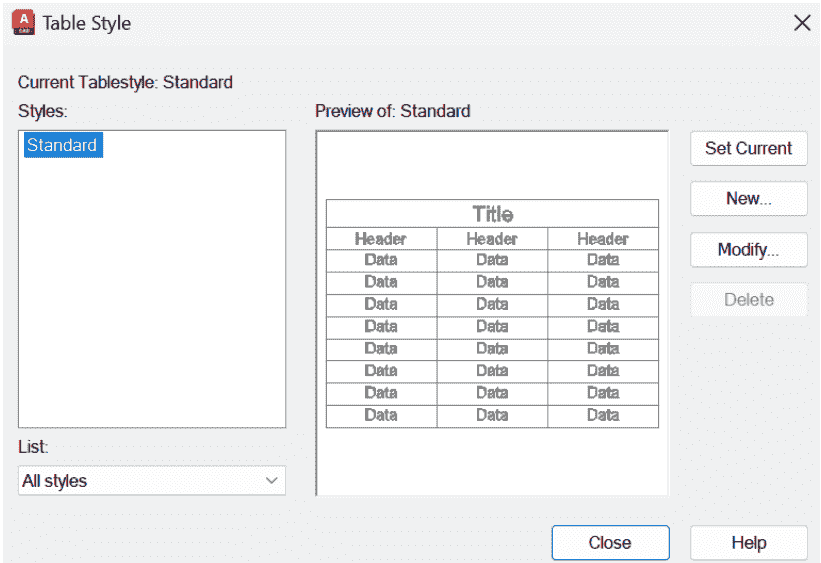 A
CAD
Table Style
Current Tablestyle: Standard
Styles:
Standard
Preview of: Standard
Title
Header Header Header
Data Data Data
Data Data Data
Data Data Data
Data Data Data
Data Data Data
Data Data Data
Data Data Data
Data Data Data
Set Current
New...
Modify...
Delete
List:
All styles
Close
Help